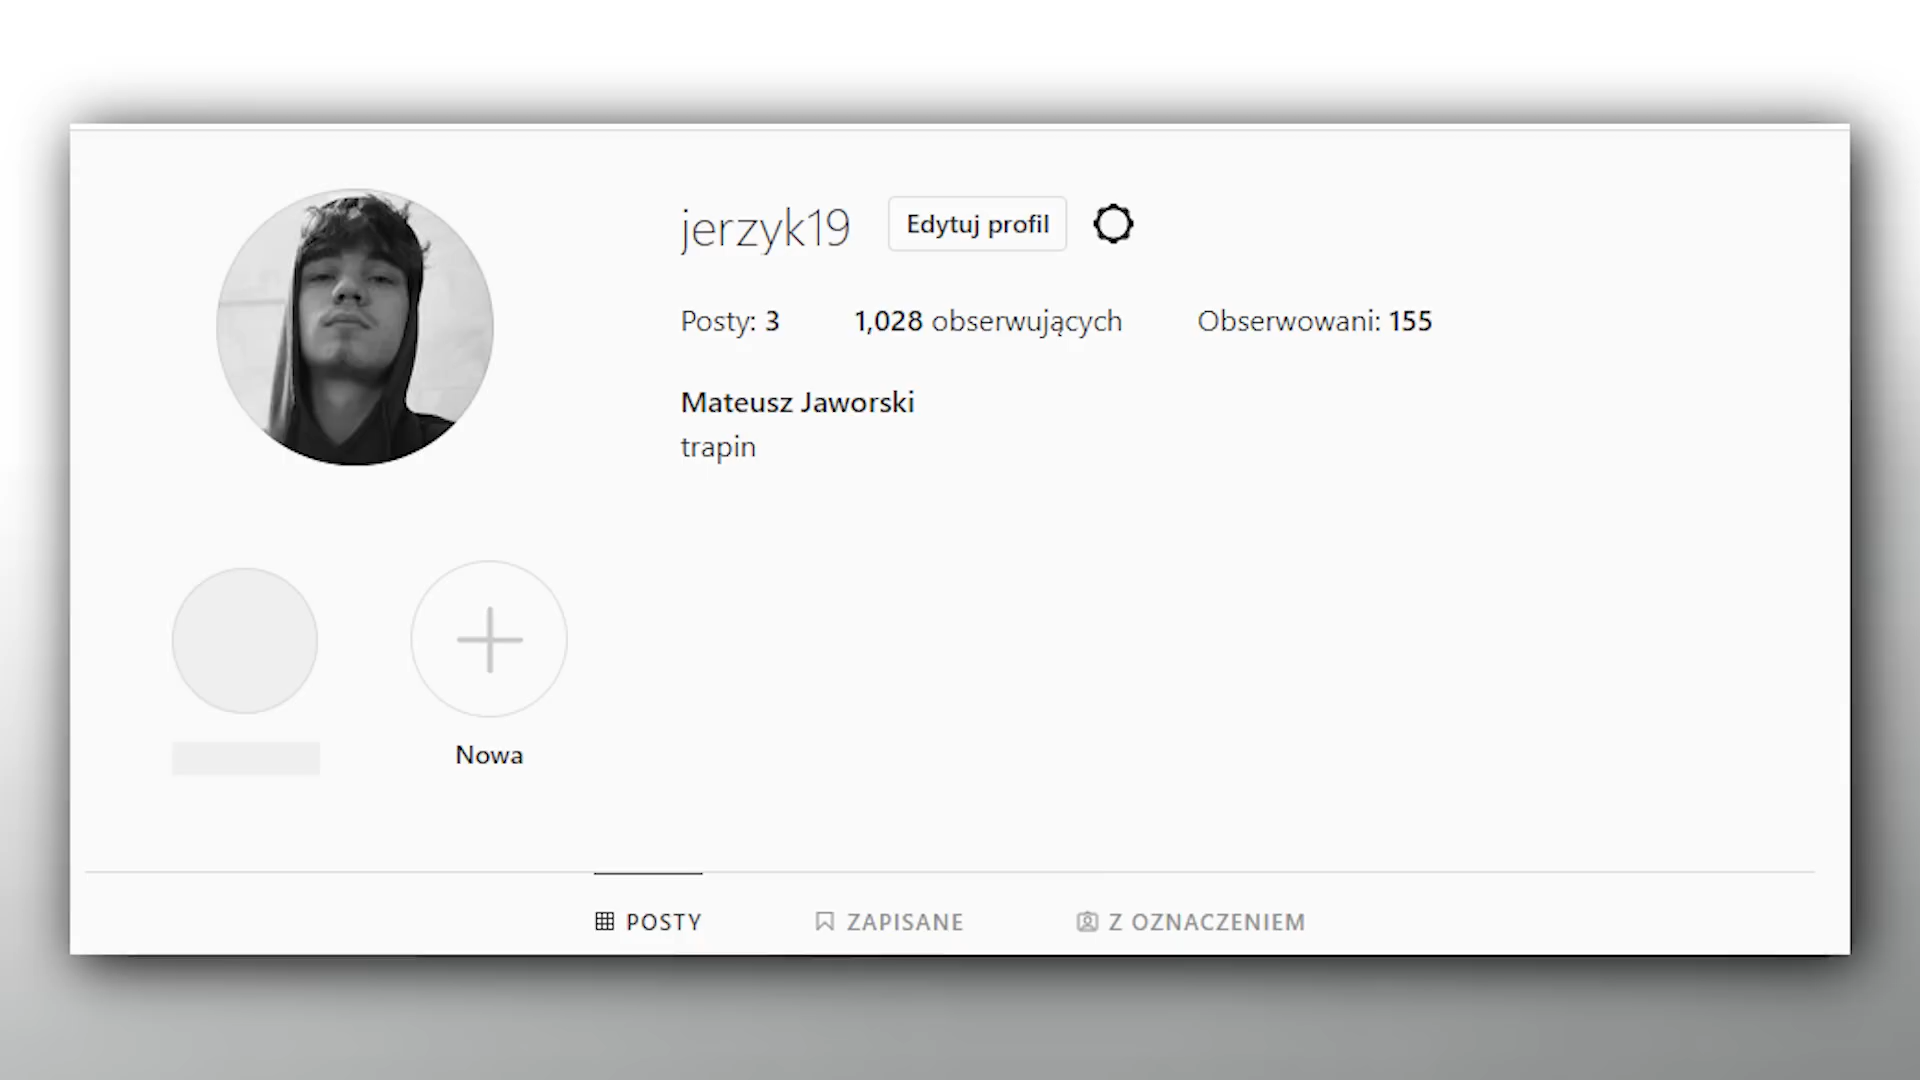 jerzyk19 Edytuj profil
Posty: 3 1,028 obserwujących Obserwowani: 155
Mateusz Jaworski
trapin
Nowa
POSTY ZAPISANE Z OZNACZENIEM